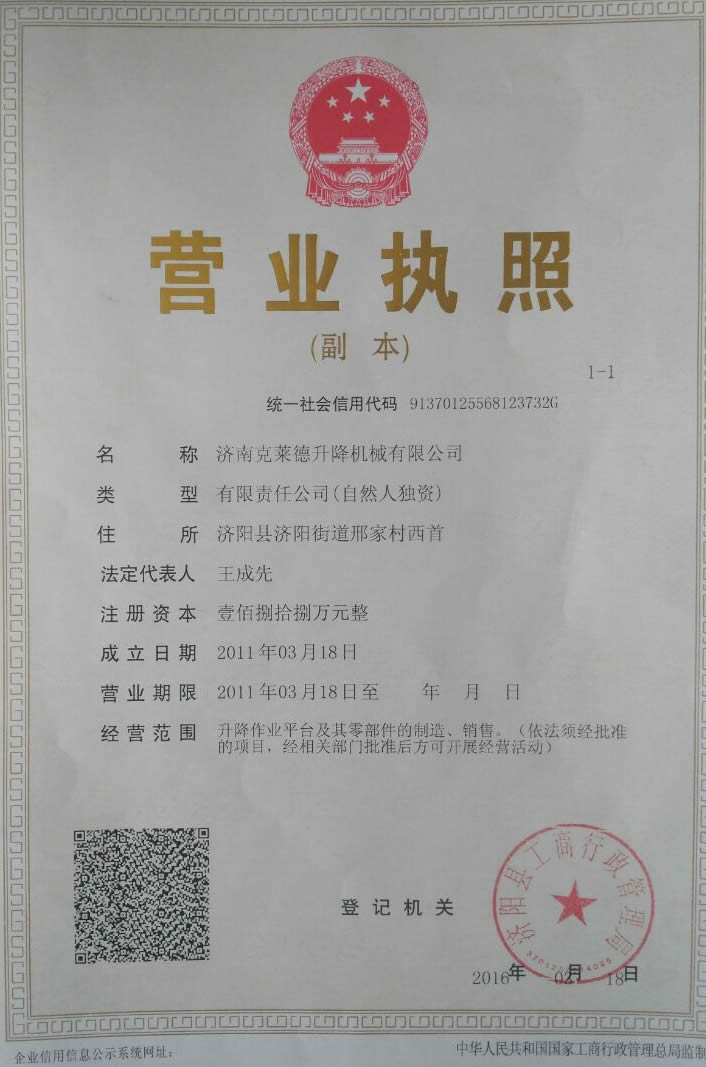 营业执照
(副 本)
1-1
统一社会信用代码 91370125568123732G
名 称 济南克莱德升降机械有限公司
类 型 有限责任公司(自然人独资)
住 所 济阳县济阳街道邢家村西首
法定代表人 王成先
注册资本 壹佰捌拾捌万元整
成立日期 2011年03月18日
营业期限 2011年03月18日至 年 月 日
经营范围 升降作业平台及其零部件的制造、销售。（依法须经批准
的项目，经相关部门批准后方可开展经营活动）
济阳县工商行政管理局
登记机关
2016年 月 18日
企业信用信息公示系统网址：
中华人民共和国国家工商行政管理总局监制